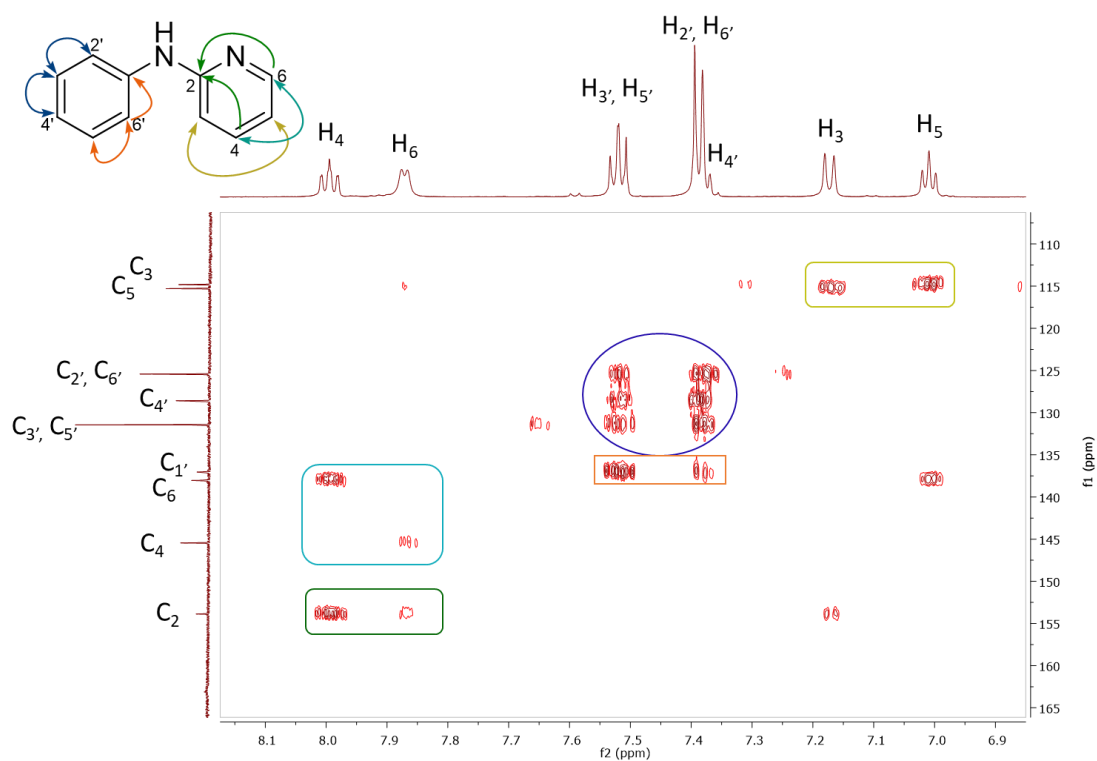 H
N
N
2'
2
6
4'
6'
4
H₄
H₆
H₃', H₅'
H₂', H₆'
H₄'
H₃
H₅
C₃
C₅
C₂', C₆'
C₄'
C₃', C₅'
C₁'
C₆
C₄
C₂
110
115
120
125
130
135
140
145
150
155
160
165
f1 (ppm)
8.1 8.0 7.9 7.8 7.7 7.6 7.5 7.4 7.3 7.2 7.1 7.0 6.9
f2 (ppm)